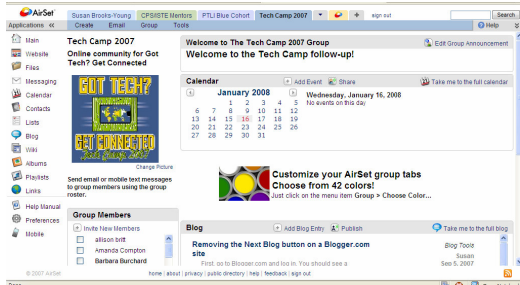 AirSet
Susan Brooks-Young CPS/ISTE Mentors PTLI Blue Cohort Tech Camp 2007 + sign out Search
Applications « Create Email Group Tools Help
Main
Website
Files
Messaging
Calendar
Contacts
Lists
Blog
Wiki
Albums
Playlists
Links
Help Manual
Preferences
Mobile
© 2007 AirSet
Tech Camp 2007
Online community for Got
Tech? Get Connected
GOT TECH?
GET CONNECTED
Change Picture
Send email or mobile text messages
to group members using the group
roster.
Group Members
+ Invite New Members
allison britt
Amanda Compton
Barbara Burchard
Welcome to The Tech Camp 2007 Group Edit Group Announcement
Welcome to the Tech Camp follow-up!
Calendar + Add Event Share Take me to the full calendar
January 2008
1 2 3 4 5
6 7 8 9 10 11 12
13 14 15 16 17 18 19
20 21 22 23 24 25 26
27 28 29 30 31
Wednesday, January 16, 2008
No events on this day
Customize your AirSet group tabs
Choose from 42 colors!
Just click on the menu item Group > Choose Color...
Blog + Add Blog Entry Publish Take me to the full blog
Removing the Next Blog button on a Blogger.com
site
First, go to Blogger.com and log in. You should see a
Blog Tools
Susan
Sep 5, 2007
home | about | privacy | public directory | help | feedback | sign out